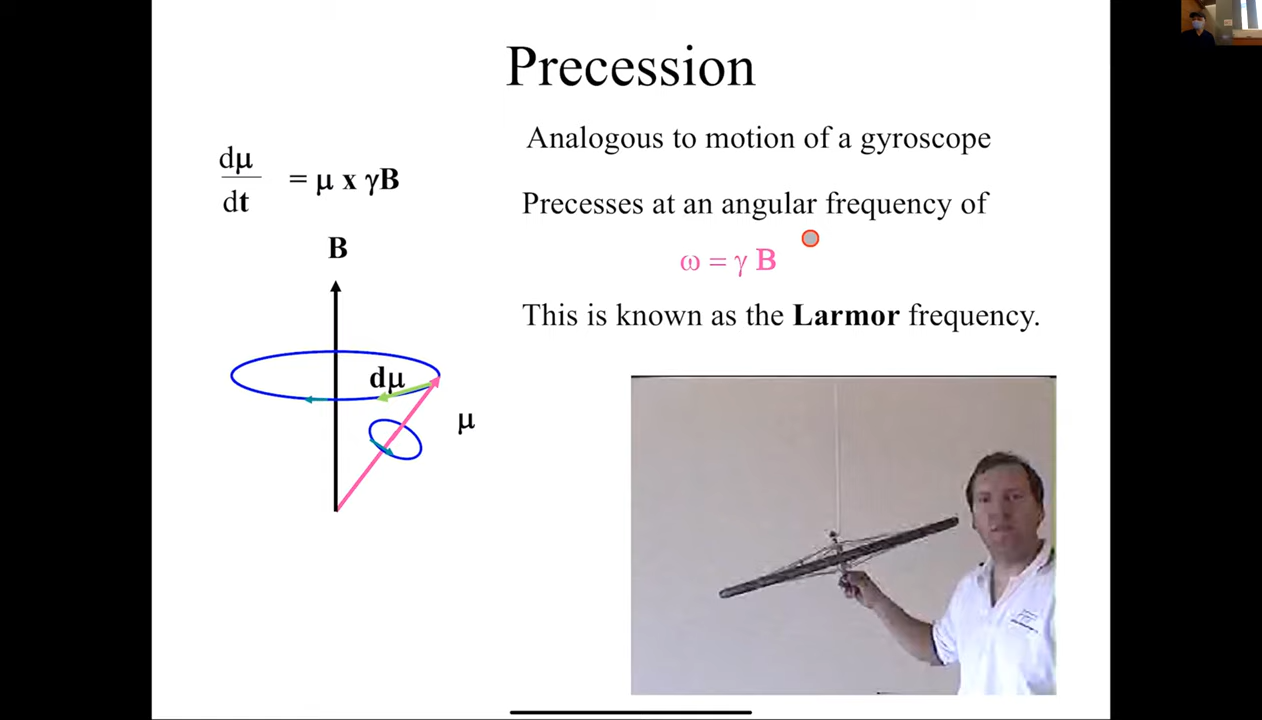 Precession
Analogous to motion of a gyroscope
dμ
dt
= μ x γB
Precesses at an angular frequency of
B
ω = γ B
This is known as the Larmor frequency.
dμ
μ